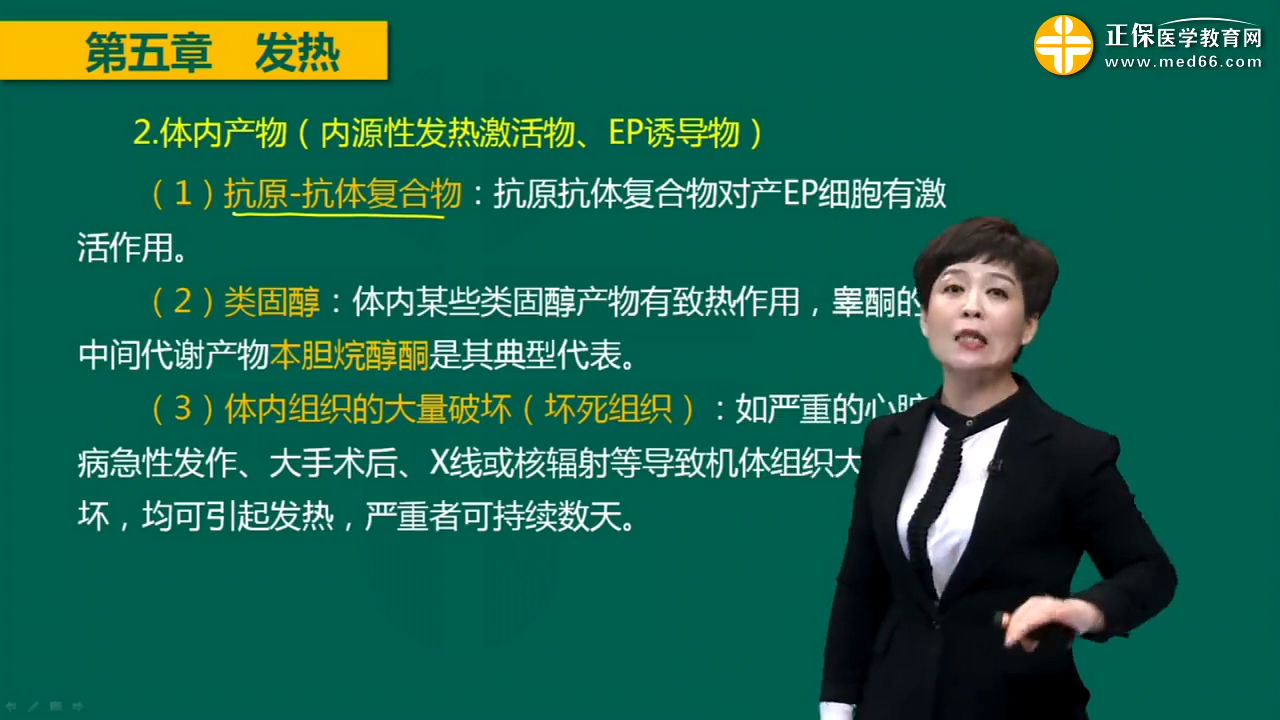 第五章 发热
正保医学教育网
www.med66.com
2.体内产物（内源性发热激活物、EP诱导物）
（1）抗原-抗体复合物：抗原抗体复合物对产EP细胞有激
活作用。
（2）类固醇：体内某些类固醇产物有致热作用，睾酮的
中间代谢产物本胆烷醇酮是其典型代表。
（3）体内组织的大量破坏（坏死组织）：如严重的心脏
病急性发作、大手术后、X线或核辐射等导致机体组织大
坏，均可引起发热，严重者可持续数天。